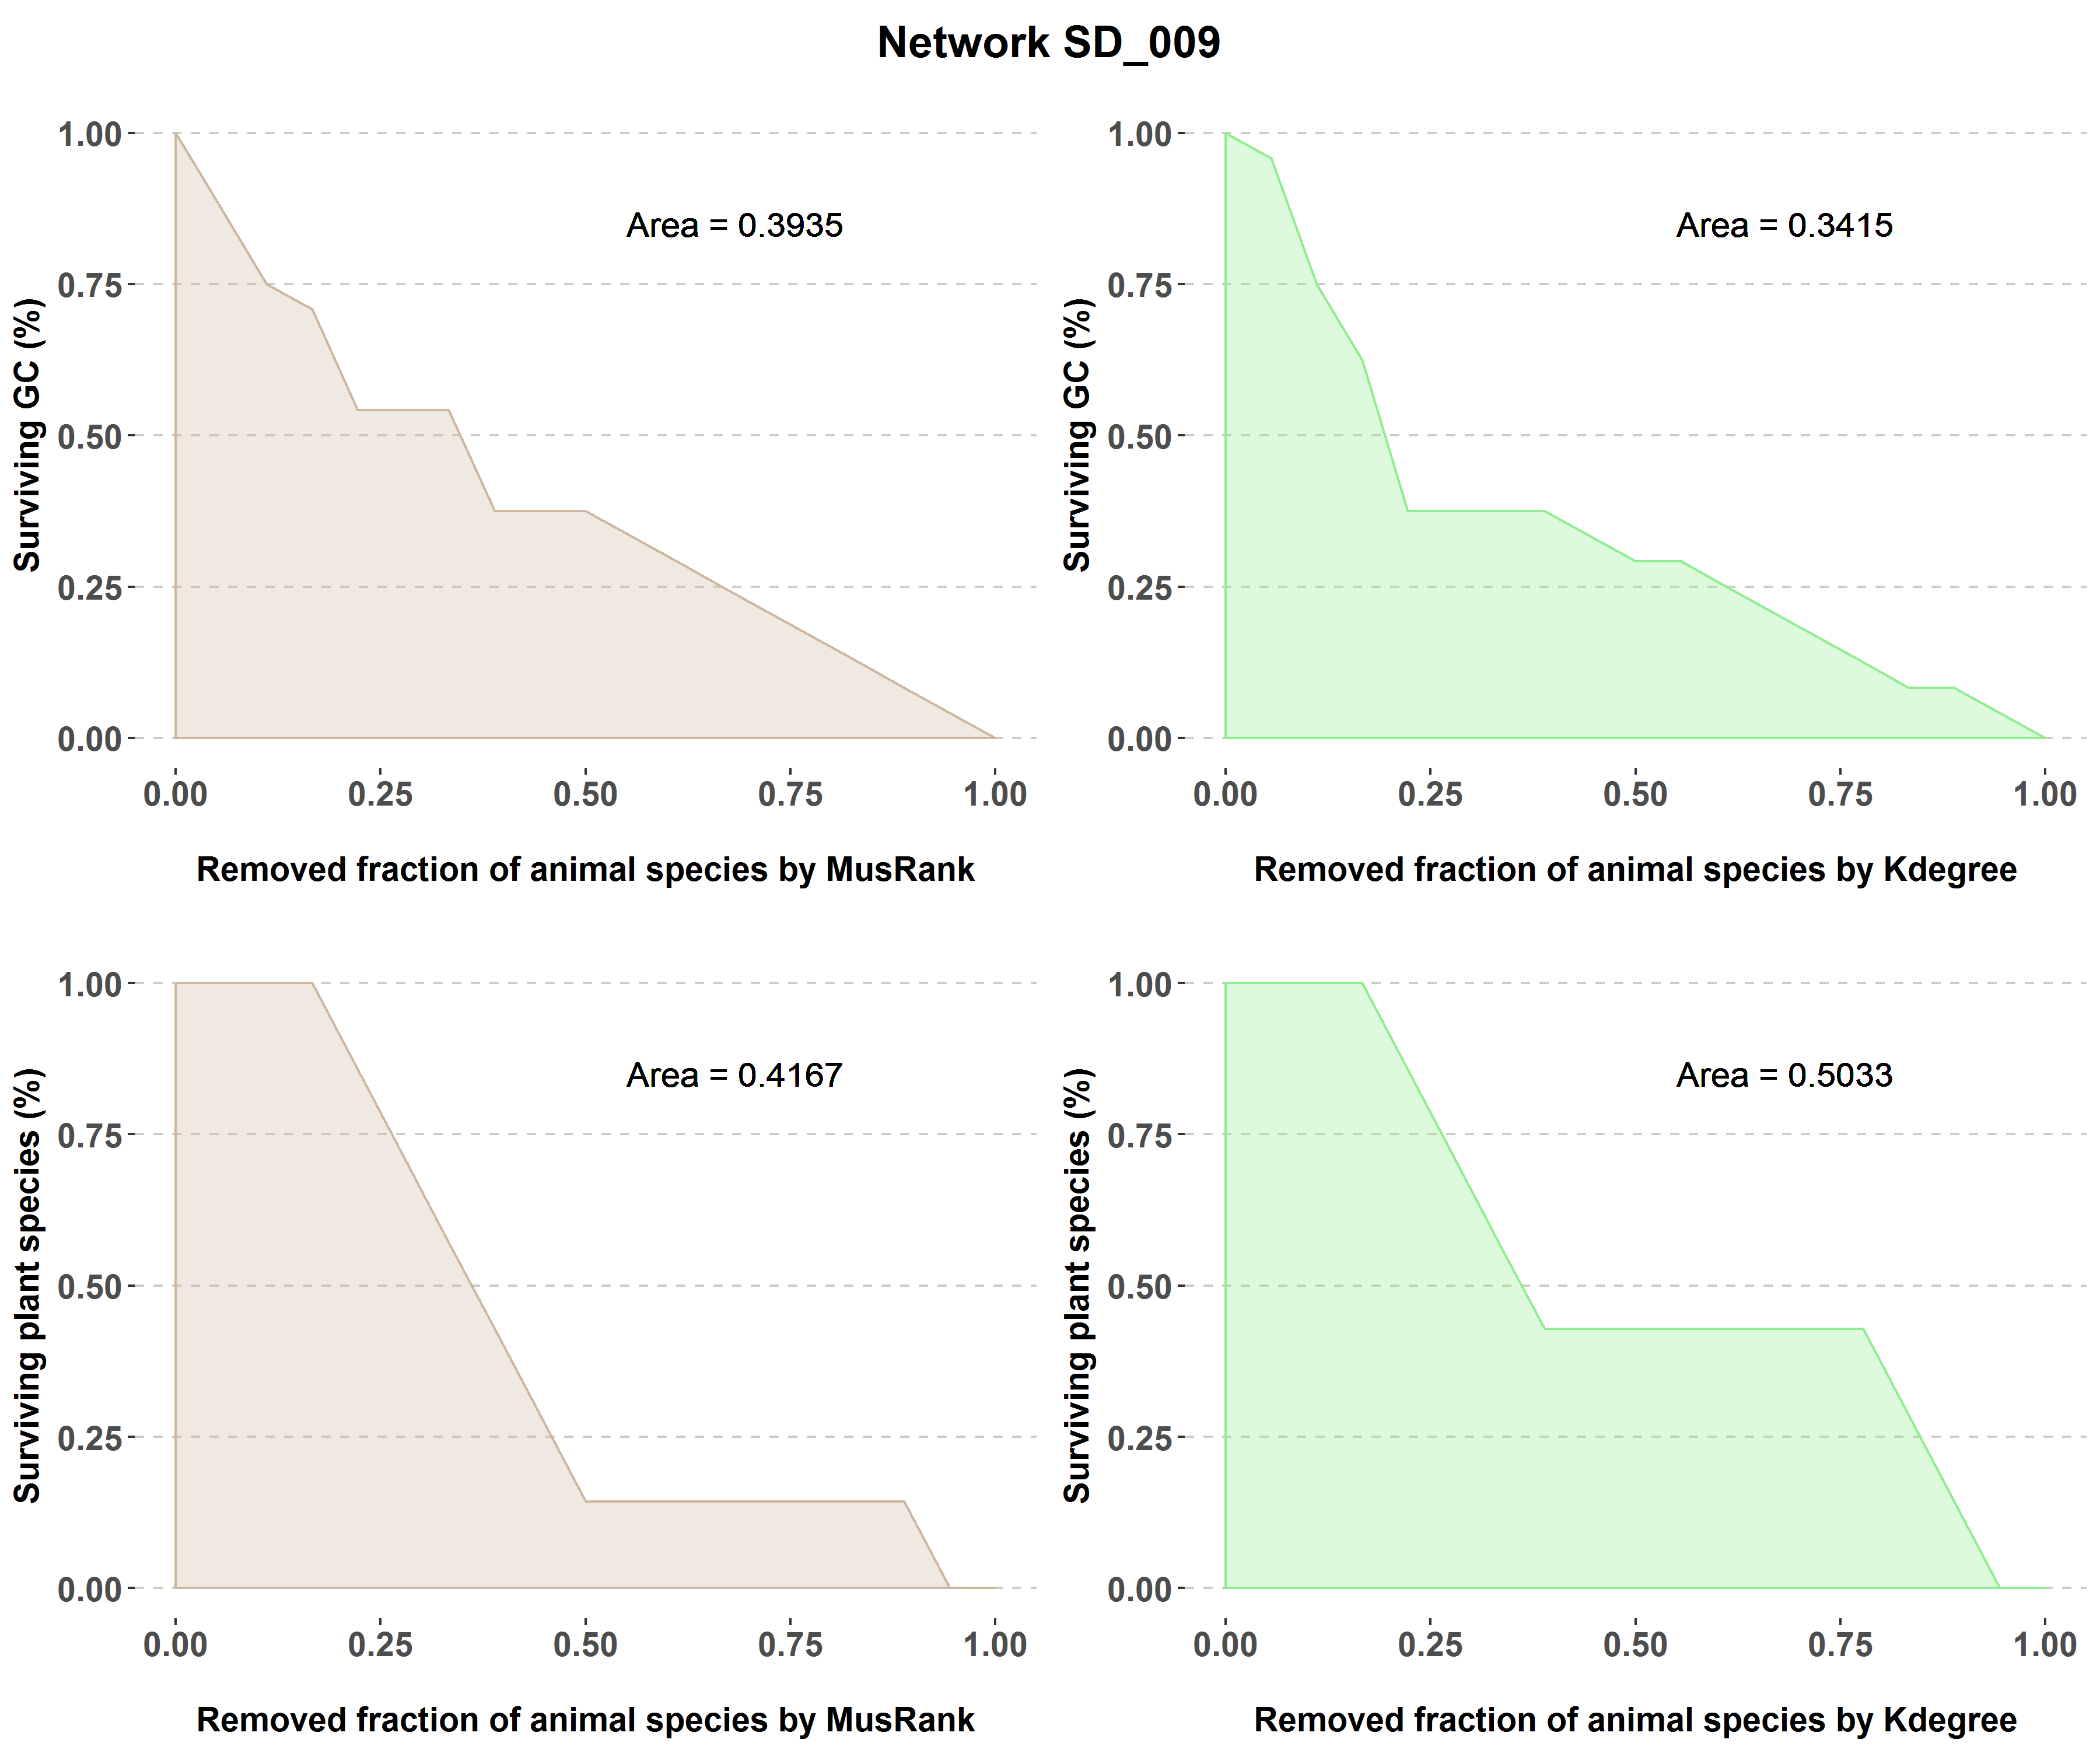 Network SD_009
Surviving GC (%)
1.00
0.75
0.50
0.25
0.00
Area = 0.3935
0.00 0.25 0.50 0.75 1.00
Removed fraction of animal species by MusRank
Surviving GC (%)
1.00
0.75
0.50
0.25
0.00
Area = 0.3415
0.00 0.25 0.50 0.75 1.00
Removed fraction of animal species by Kdegree
Surviving plant species (%)
1.00
0.75
0.50
0.25
0.00
Area = 0.4167
0.00 0.25 0.50 0.75 1.00
Removed fraction of animal species by MusRank
Surviving plant species (%)
1.00
0.75
0.50
0.25
0.00
Area = 0.5033
0.00 0.25 0.50 0.75 1.00
Removed fraction of animal species by Kdegree